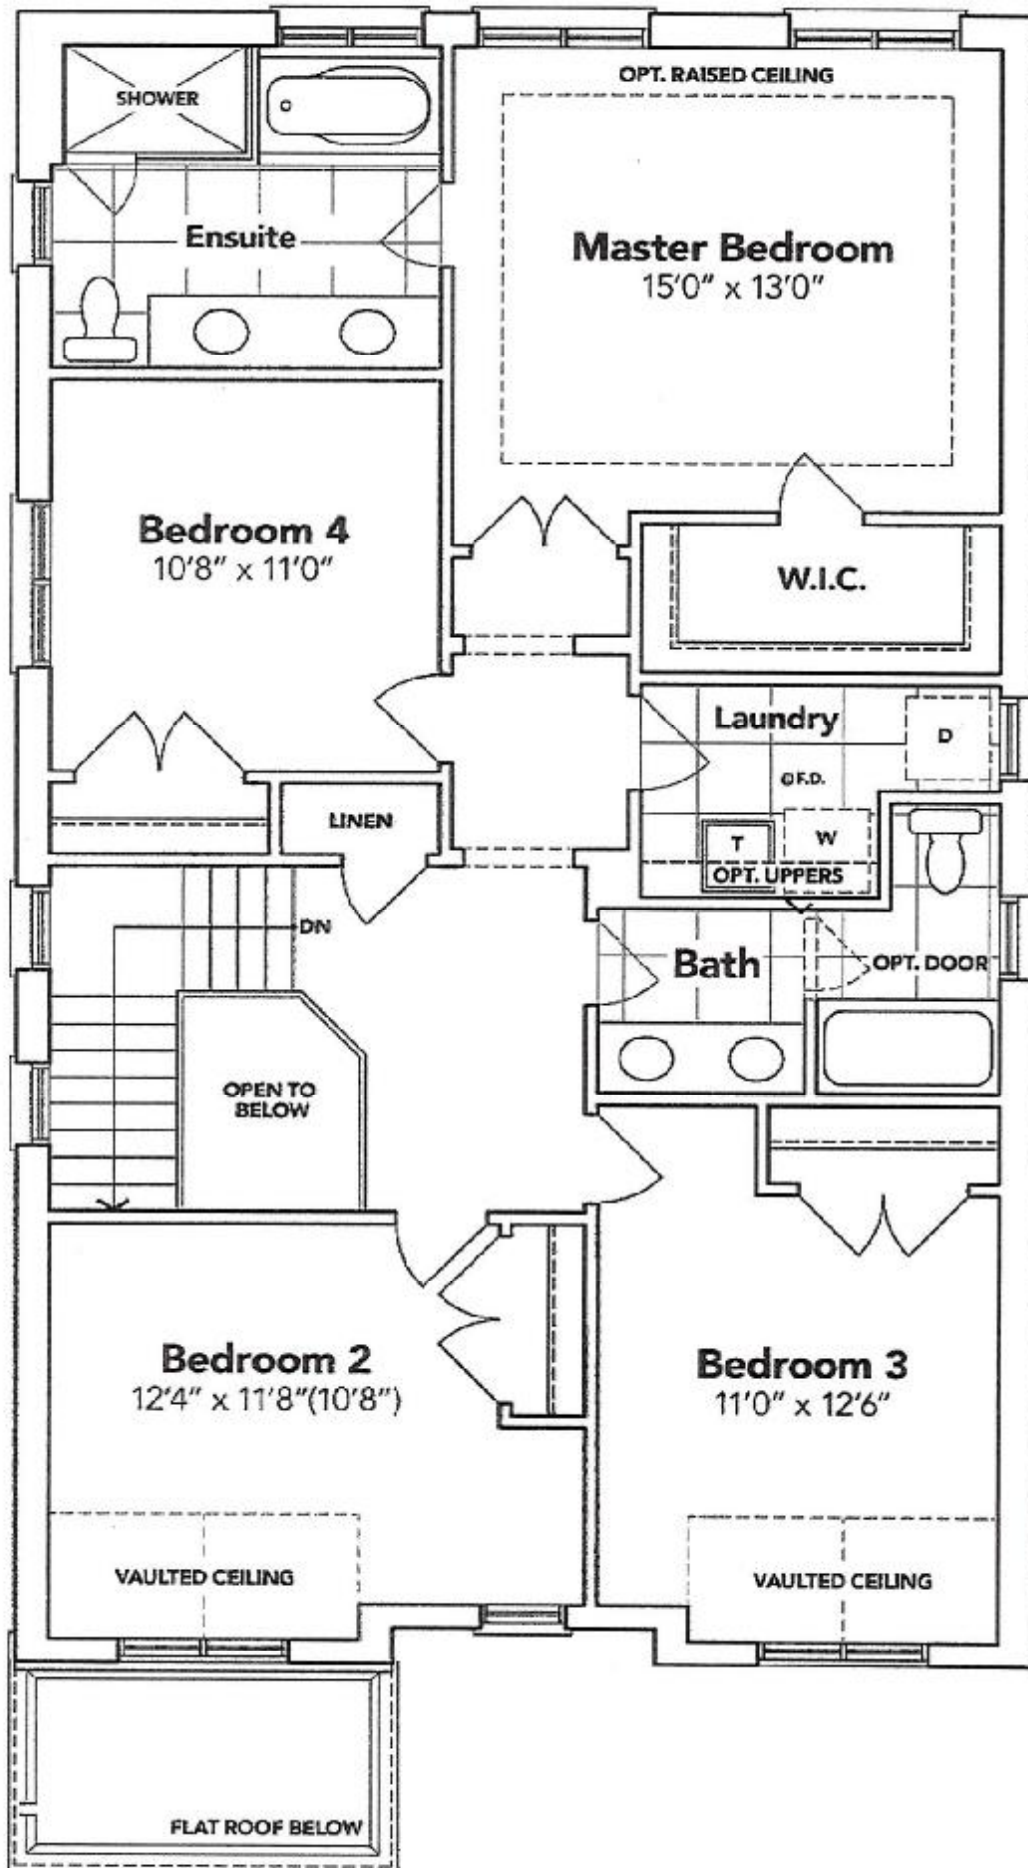 OPT. RAISED CEILING
SHOWER
Ensuite
Master Bedroom
15'0" x 13'0"
Bedroom 4
10'8" x 11'0"
W.I.C.
Laundry
D
F.D.
LINEN
T
W
OPT. UPPERS
DN
Bath
OPT. DOOR
OPEN TO
BELOW
Bedroom 2
12'4" x 11'8"(10'8")
Bedroom 3
11'0" x 12'6"
VAULTED CEILING
VAULTED CEILING
FLAT ROOF BELOW